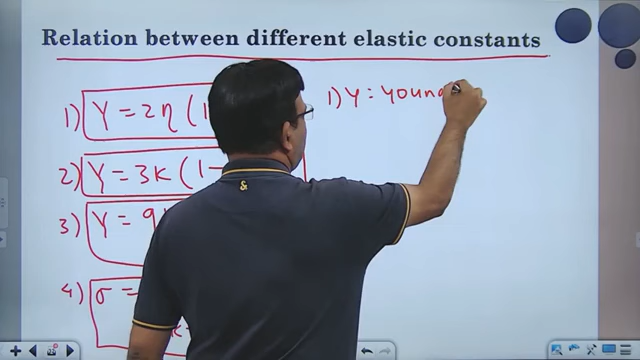 Relation between different elastic constants
1) Y = 2η (1
1) Y = Youn
2) Y = 3K (1-
3) Y = 9
4) σ =